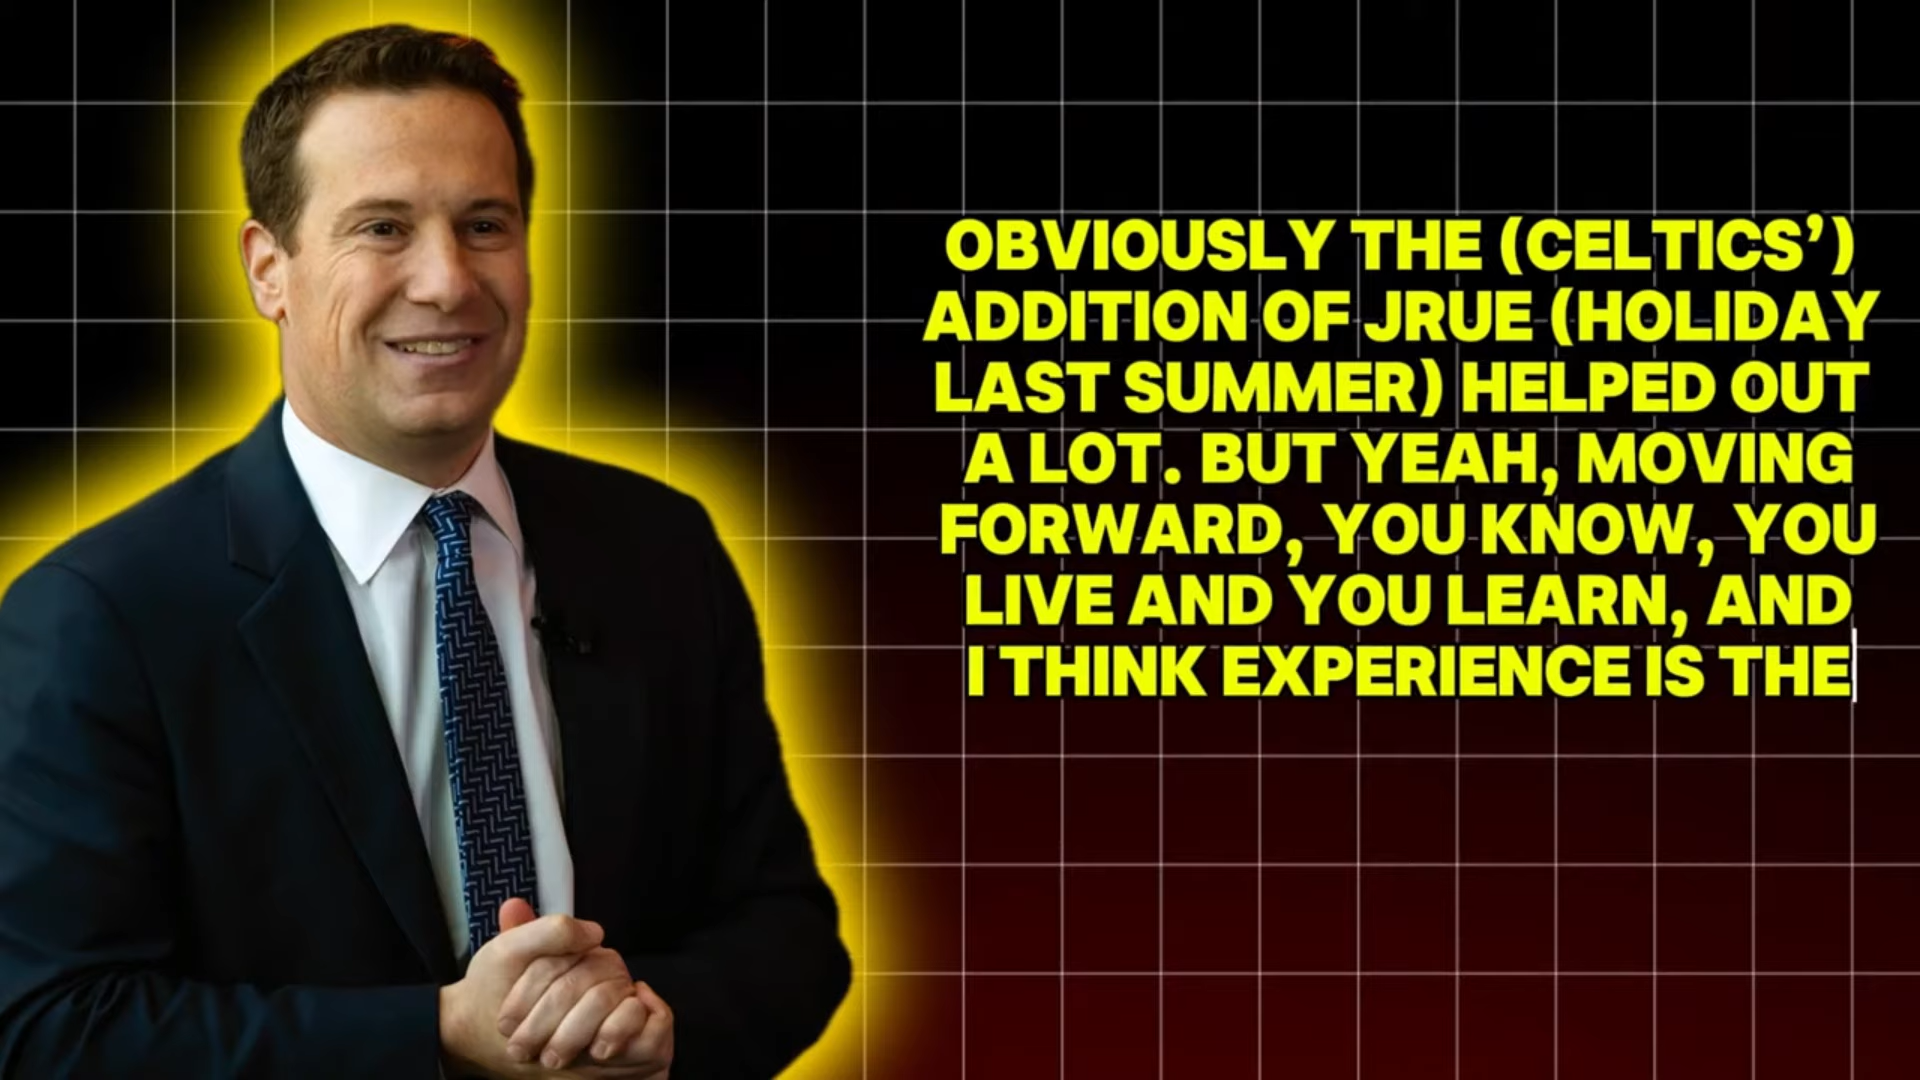 OBVIOUSLY THE (CELTICS’)
ADDITION OF JRUE (HOLIDAY
LAST SUMMER) HELPED OUT
A LOT. BUT YEAH, MOVING
FORWARD, YOU KNOW, YOU
LIVE AND YOU LEARN, AND
I THINK EXPERIENCE IS THE